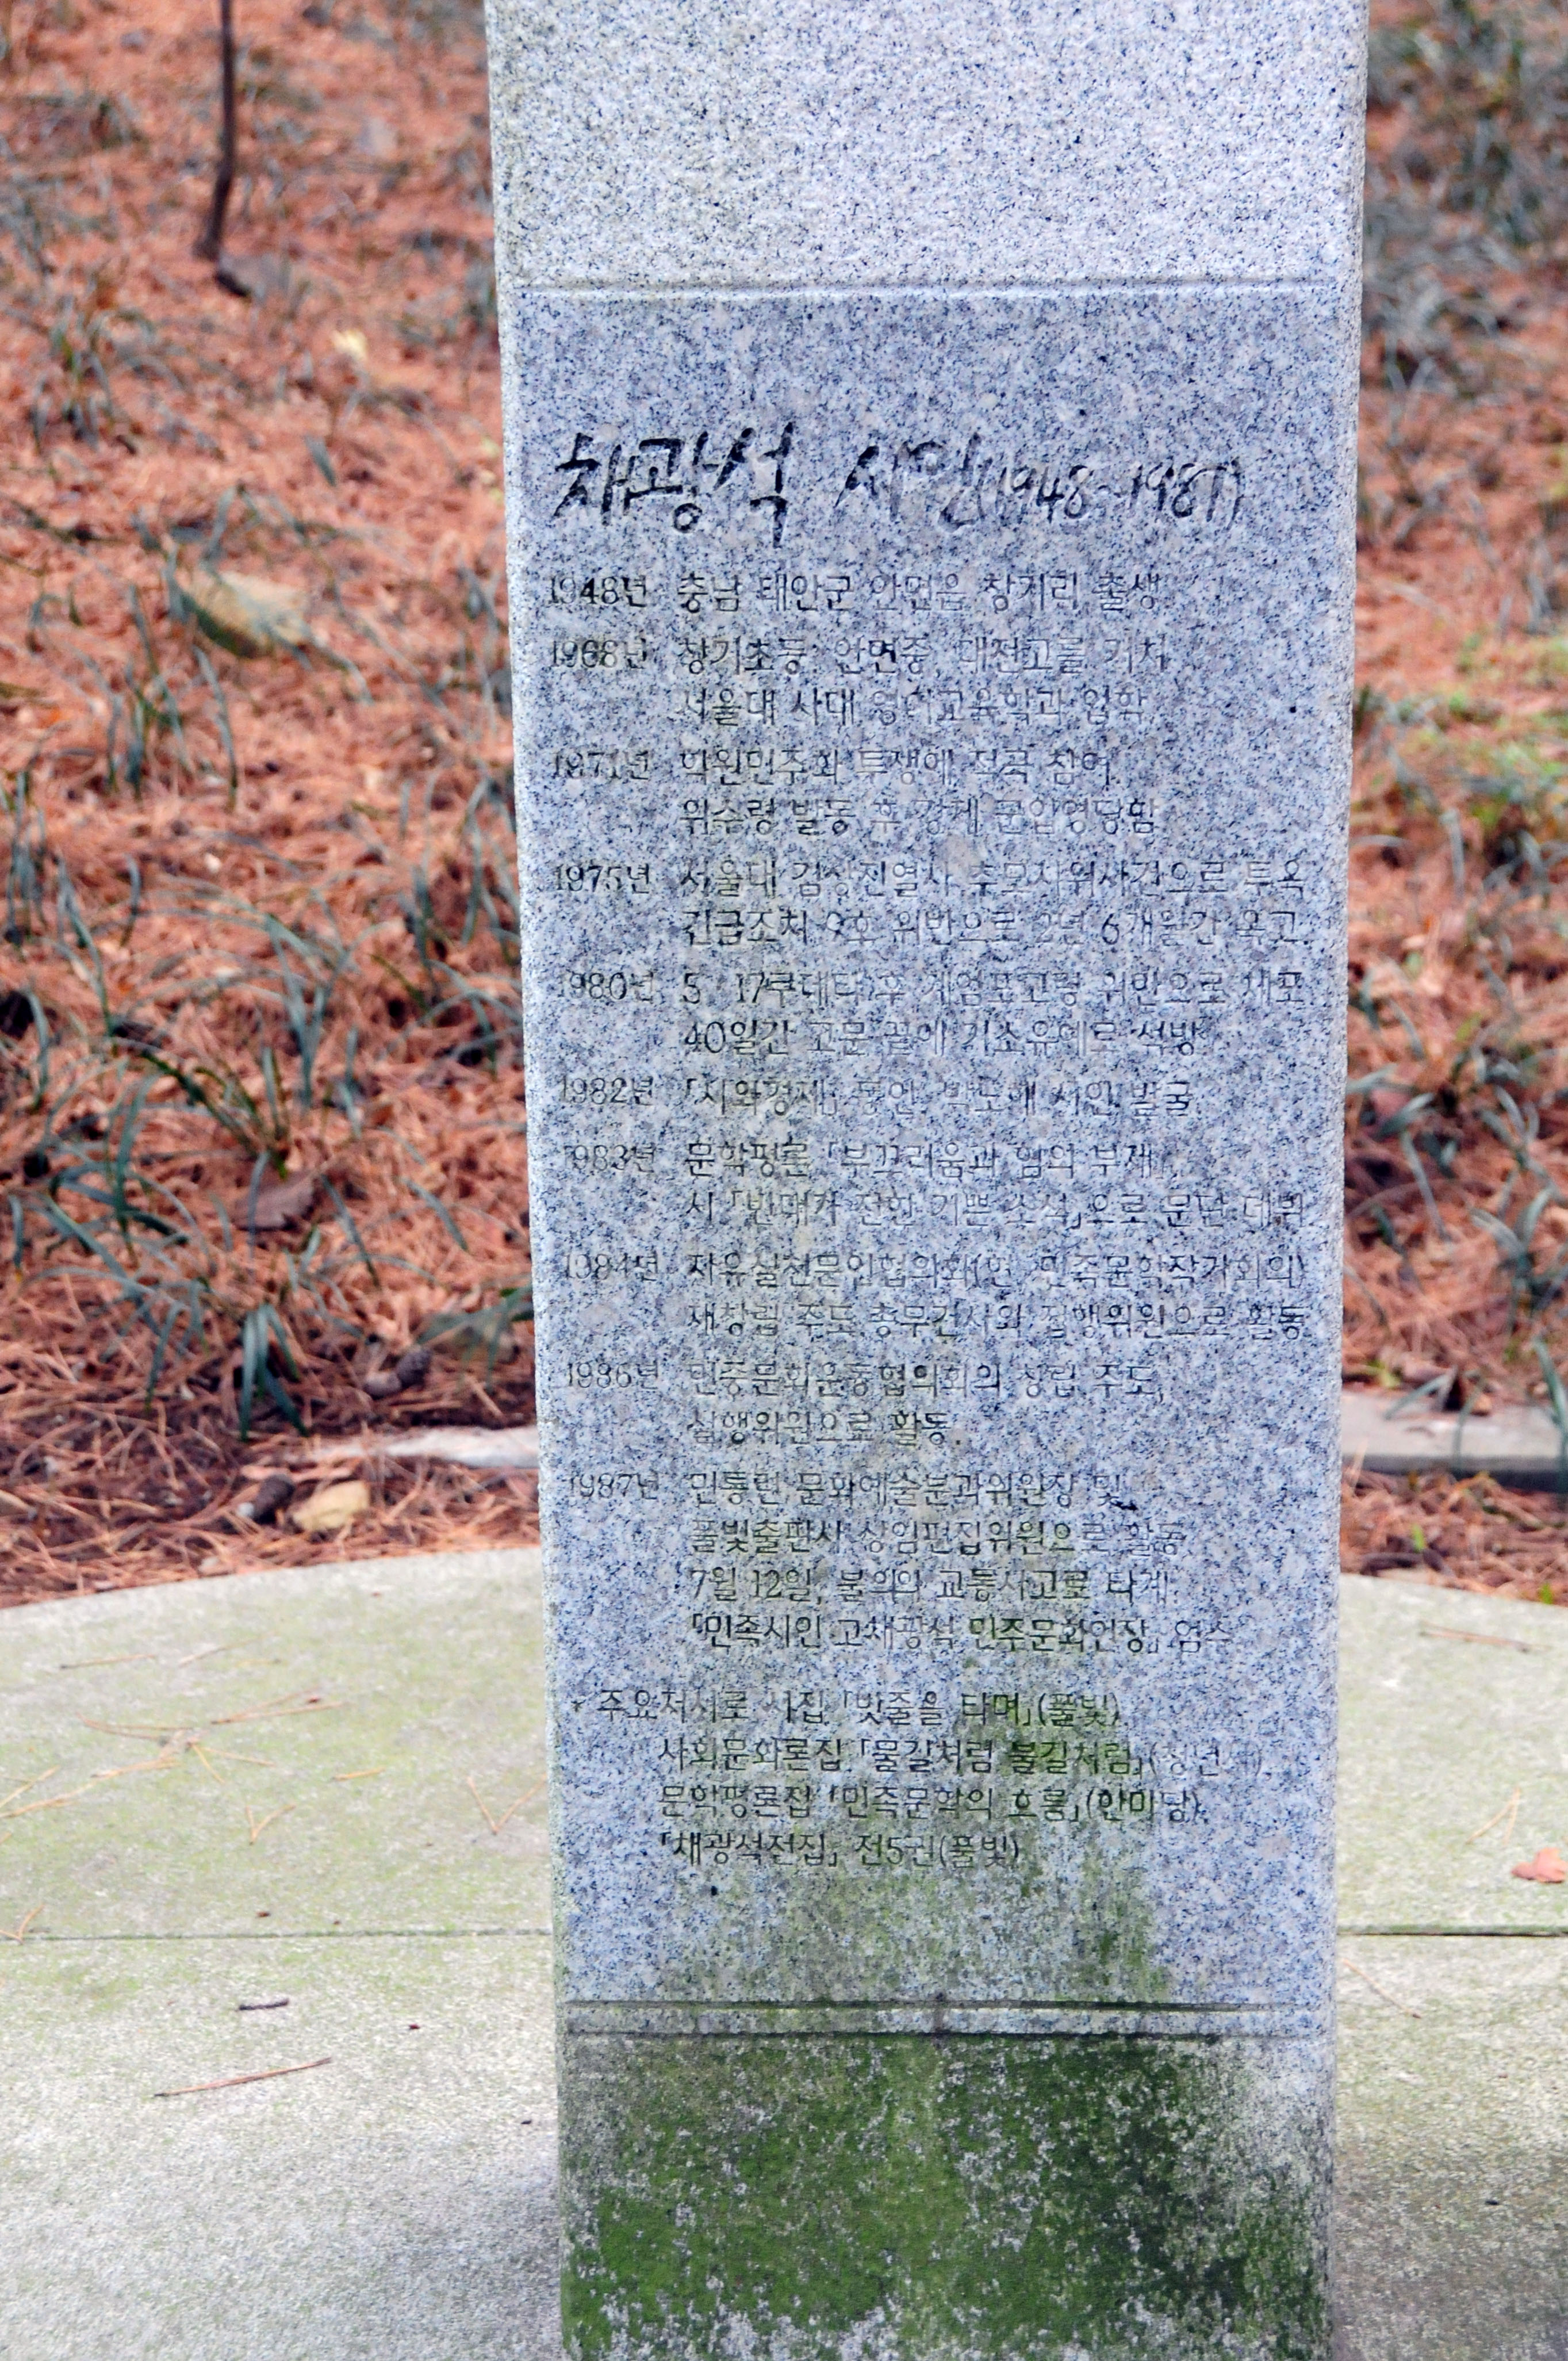 채광석 시인(1948~1987)
1948년 충남 태안군 안면읍 창기리 출생
1968년 창기초등, 안면중, 대전고를 거쳐
서울대 사대 영어교육학과 입학
1971년 학원민주화 투쟁에 적극 참여,
위수령 발동 후 강제 군입영당함
1975년 서울대 김상진열사 추모시위사건으로 투옥
긴급조치 9호 위반으로 2년 6개월간 옥고.
1980년 5·17쿠데타 후 계엄포고령 위반으로 체포
40일간 고문 끝에 기소유예로 석방
1982년 「시와경제」 동인, 박노해 시인 발굴
1983년 문학평론 「부끄러움과 힘의 부재」,
시 「빈대가 전한 기쁜 소식」으로 문단 데뷔
1984년 자유실천문인협의회(현, 민족문학작가회의)
재창립 주도 총무간사와 집행위원으로 활동
1986년 민중문화운동협의회의 창립 주도,
실행위원으로 활동.
1987년 민통련 문화예술분과위원장 및
풀빛출판사 상임편집위원으로 활동
7월 12일, 불의의 교통사고로 타계
「민족시인 고채광석 민주문화인장」 엄수
* 주요저서로 시집 「밧줄을 타며」(풀빛)
사회문화론집 「물길처럼 불길처럼」(청년사),
문학평론집 「민족문학의 흐름」(한마당),
「채광석전집」 전5권(풀빛)